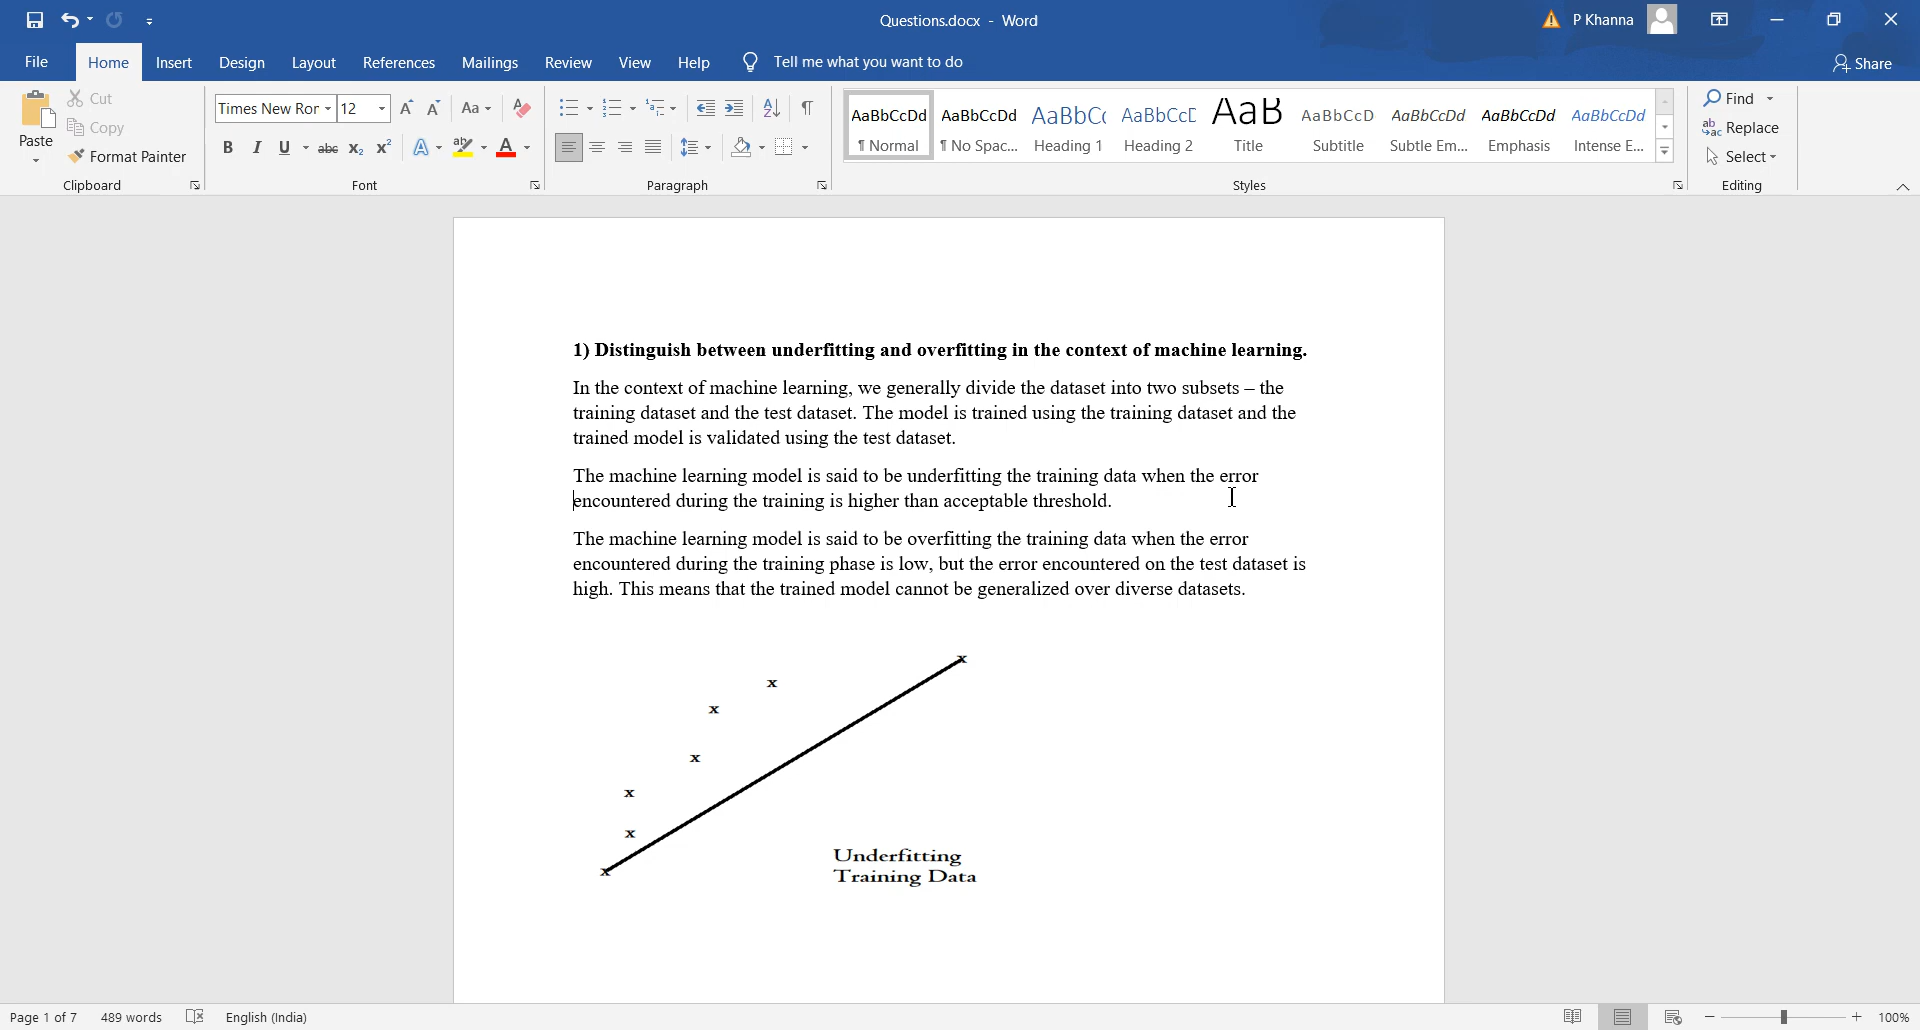 Questions.docx - Word
P Khanna
File Home Insert Design Layout References Mailings Review View Help Tell me what you want to do
Share
Paste
Cut
Copy
Format Painter
Clipboard
Times New Ror 12
Aa
B I U abc x₂ x² A ab A
Font
Paragraph
AaBbCcDd AaBbCcDd AaBbCc AaBbCcD AaB AaBbCcD AaBbCcDd AaBbCcDd AaBbCcDd
¶ Normal ¶ No Spac... Heading 1 Heading 2 Title Subtitle Subtle Em... Emphasis Intense E...
Styles
Find
Replace
Select
Editing
1) Distinguish between underfitting and overfitting in the context of machine learning.
In the context of machine learning, we generally divide the dataset into two subsets – the
training dataset and the test dataset. The model is trained using the training dataset and the
trained model is validated using the test dataset.
The machine learning model is said to be underfitting the training data when the error
encountered during the training is higher than acceptable threshold.
The machine learning model is said to be overfitting the training data when the error
encountered during the training phase is low, but the error encountered on the test dataset is
high. This means that the trained model cannot be generalized over diverse datasets.
x
x
x
x
x
x
x
Underfitting
Training Data
Page 1 of 7 489 words English (India) 100%